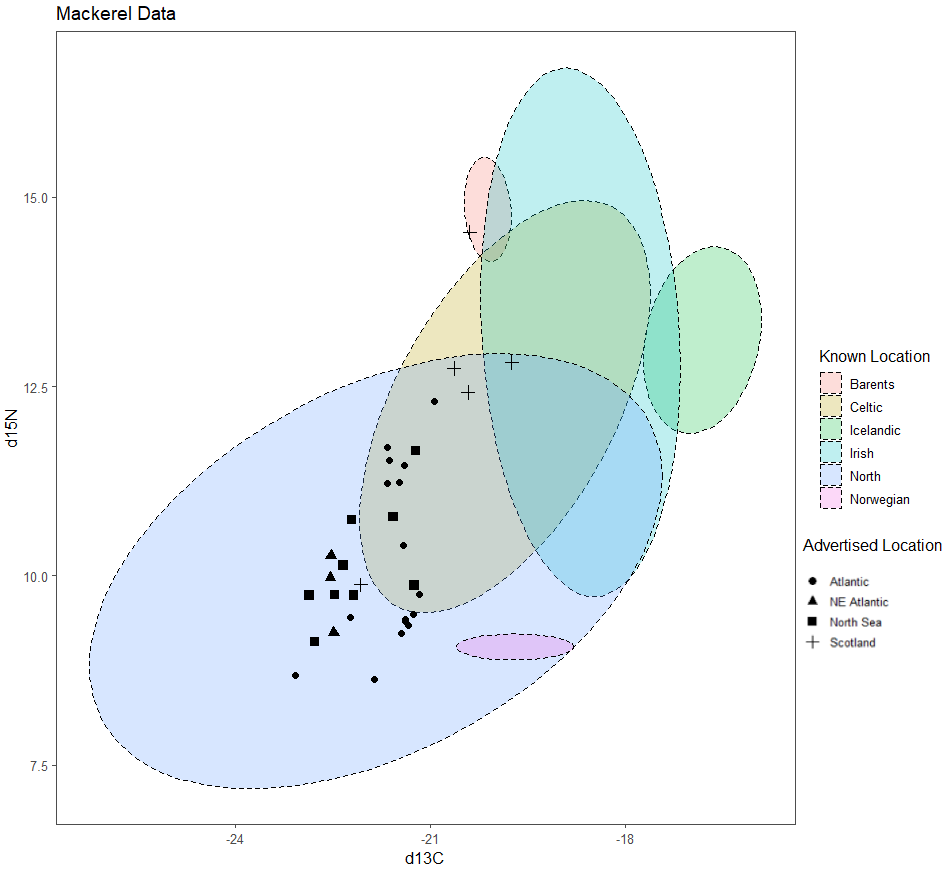 Mackerel Data
d15N
15.0
12.5
10.0
7.5
-24
-21
-18
d13C
Known Location
Barents
Celtic
Icelandic
Irish
North
Norwegian
Advertised Location
Atlantic
NE Atlantic
North Sea
Scotland